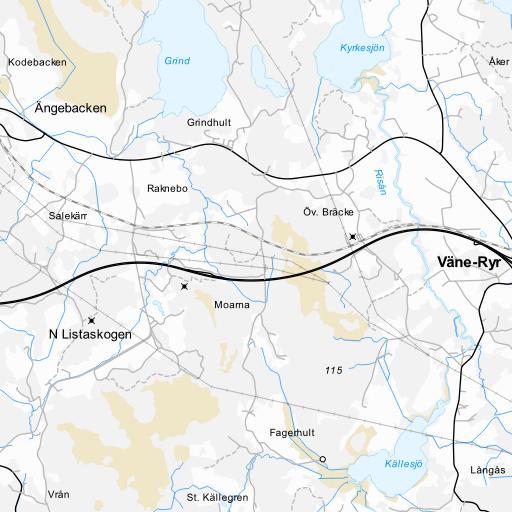 Kyrkesjön
Grind
Kodebacken
Åker
Ängebacken
Grindhult
Risån
Raknebo
Salekärr
Öv. Bräcke
Väne-Ryr
Moarna
N Listaskogen
115
Fagerhult
Källesjö
Långås
Vrån
St. Källegren